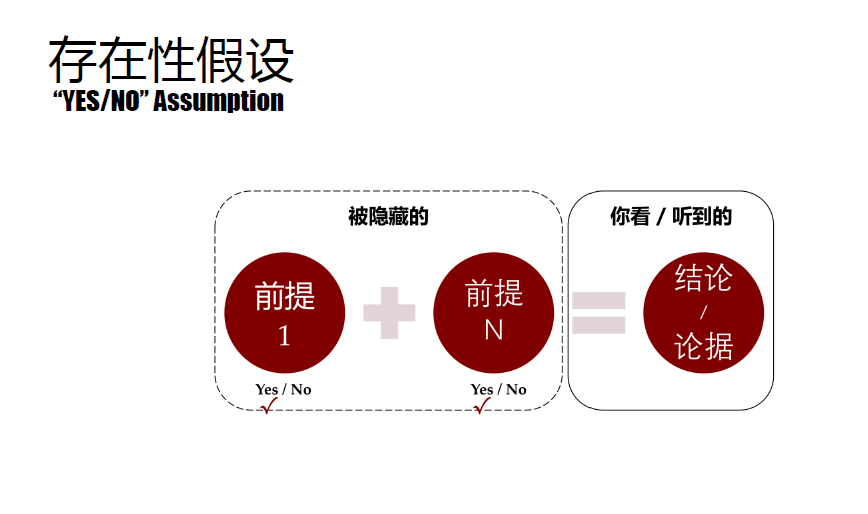 存在性假设
“YES/NO” Assumption
被隐藏的
前提
1
Yes / No
前提
N
Yes / No
你看 / 听到的
结论
/
论据